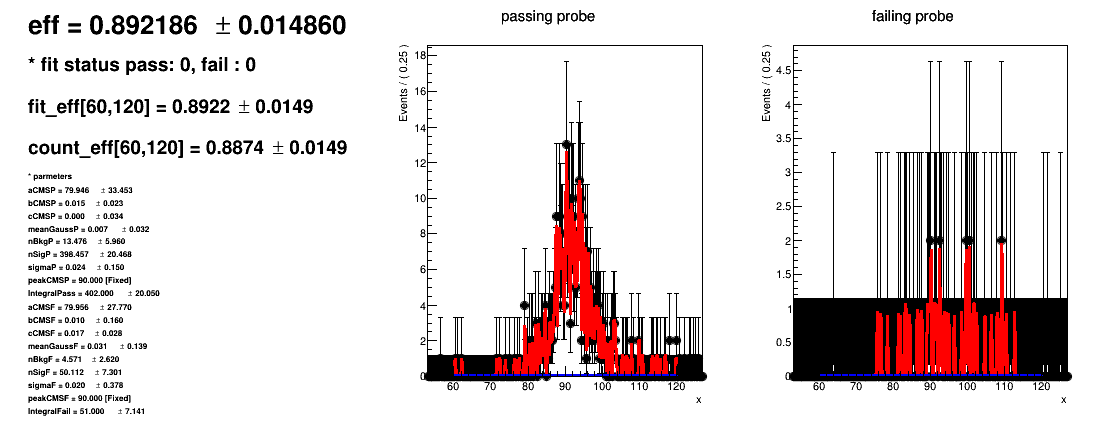 eff = 0.892186 ± 0.014860
* fit status pass: 0, fail : 0
fit_eff[60,120] = 0.8922 ± 0.0149
count_eff[60,120] = 0.8874 ± 0.0149
* parmeters
aCMSP = 79.946 ± 33.453
bCMSP = 0.015 ± 0.023
cCMSP = 0.000 ± 0.034
meanGaussP = 0.007 ± 0.032
nBkgP = 13.476 ± 5.960
nSigP = 398.457 ± 20.468
sigmaP = 0.024 ± 0.150
peakCMSP = 90.000 [Fixed]
IntegralPass = 402.000 ± 20.050
aCMSF = 79.956 ± 27.770
bCMSF = 0.010 ± 0.160
cCMSF = 0.017 ± 0.028
meanGaussF = 0.031 ± 0.139
nBkgF = 4.571 ± 2.620
nSigF = 50.112 ± 7.301
sigmaF = 0.020 ± 0.378
peakCMSF = 90.000 [Fixed]
IntegralFail = 51.000 ± 7.141
passing probe
Events / ( 0.25 )
18
16
14
12
10
8
6
4
2
0
60 70 80 90 100 110 120
x
failing probe
Events / ( 0.25 )
4.5
4
3.5
3
2.5
2
1.5
1
0.5
0
60 70 80 90 100 110 120
x